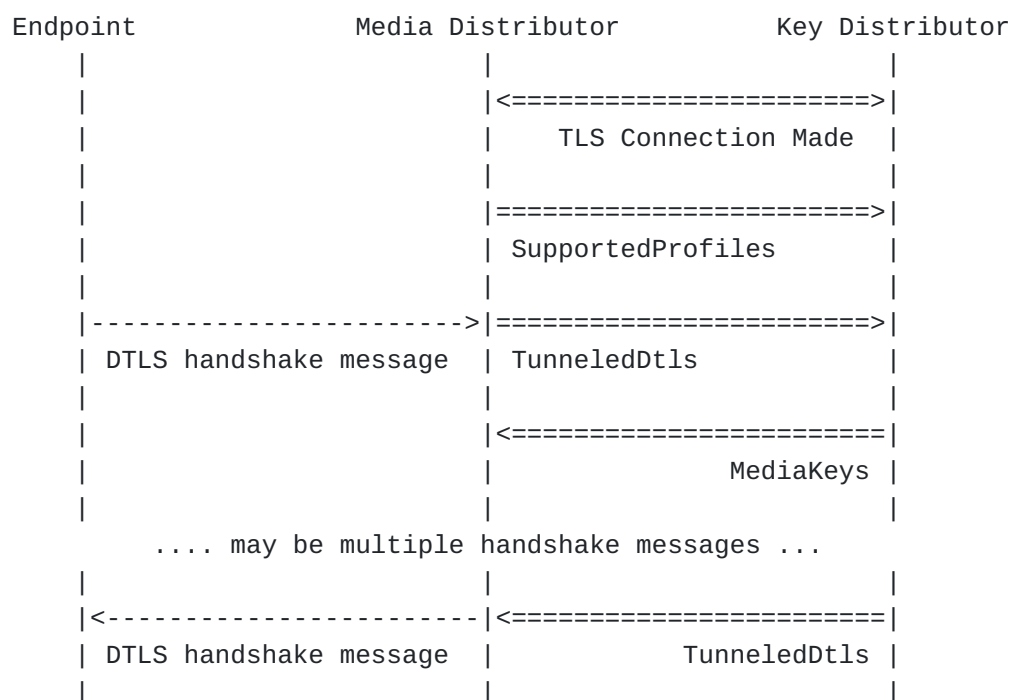 Endpoint              Media Distributor          Key Distributor
    |                         |                         |
    |                         |<=======================>|
    |                         |    TLS Connection Made  |
    |                         |                         |
    |                         |========================>|
    |                         | SupportedProfiles       |
    |                         |                         |
    |------------------------>|========================>|
    | DTLS handshake message  | TunneledDtls            |
    |                         |                         |
    |                         |<========================|
    |                         |               MediaKeys |
    |                         |                         |
         .... may be multiple handshake messages ...
    |                         |                         |
    |<------------------------|<========================|
    | DTLS handshake message  |            TunneledDtls |
    |                         |                         |